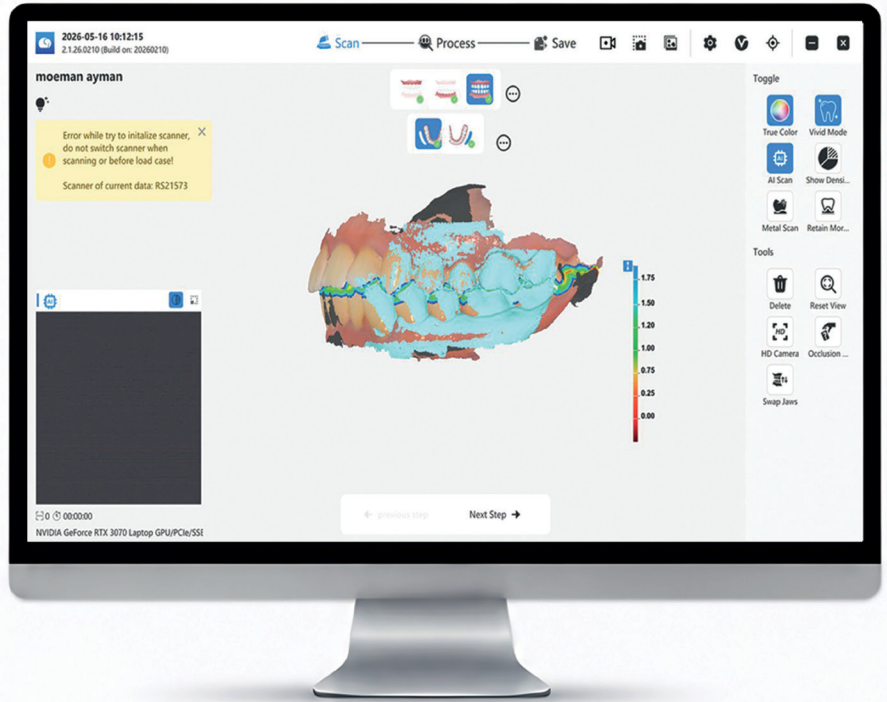 2026-05-16 10:12:15
2.1.26.0210 (Build on: 20260210)
Scan
Process
Save
moeman ayman
Error while try to initalize scanner,
do not switch scanner when
scanning or before load case!
Scanner of current data: RS21573
AI
0 00:00:00
NVIDIA GeForce RTX 3070 Laptop GPU/PCIe/SSE
1.75
1.50
1.20
1.00
0.75
0.25
0.00
previous step
Next Step
Toggle
True Color
Vivid Mode
AI
AI Scan
Show Densi...
Metal Scan
Retain Mor...
Tools
Delete
Reset View
HD
HD Camera
Occlusion ...
Swap Jaws